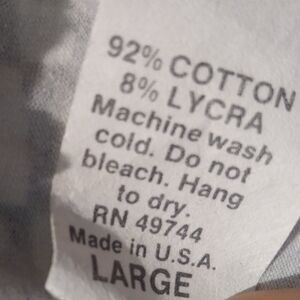 92% COTTON
8% LYCRA
Machine wash
cold. Do not
bleach. Hang
to dry.
RN 49744
Made in U.S.A.
LARGE